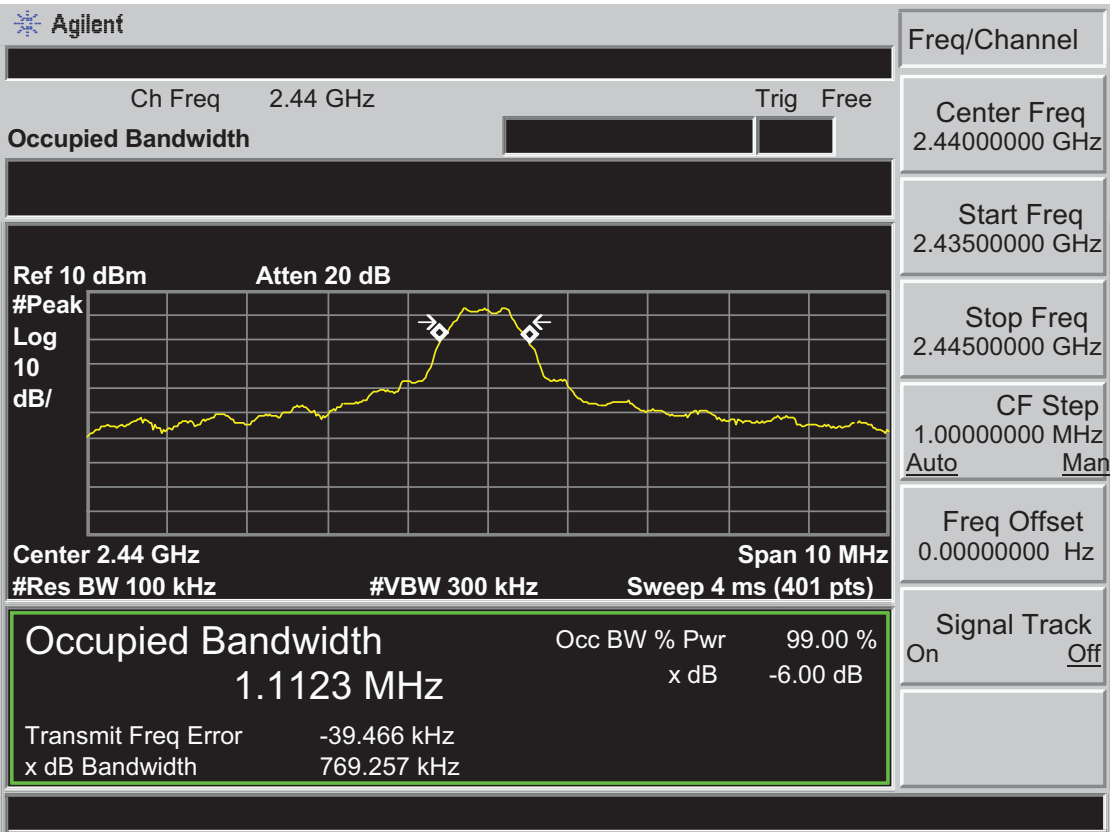 Agilent
Ch Freq 2.44 GHz Trig Free
Occupied Bandwidth
Ref 10 dBm Atten 20 dB
#Peak
Log
10
dB/
Center 2.44 GHz Span 10 MHz
#Res BW 100 kHz #VBW 300 kHz Sweep 4 ms (401 pts)
Occupied Bandwidth
1.1123 MHz
Occ BW % Pwr 99.00 %
x dB -6.00 dB
Transmit Freq Error -39.466 kHz
x dB Bandwidth 769.257 kHz
Freq/Channel
Center Freq
2.44000000 GHz
Start Freq
2.43500000 GHz
Stop Freq
2.44500000 GHz
CF Step
1.00000000 MHz
Auto Man
Freq Offset
0.00000000 Hz
Signal Track
On Off